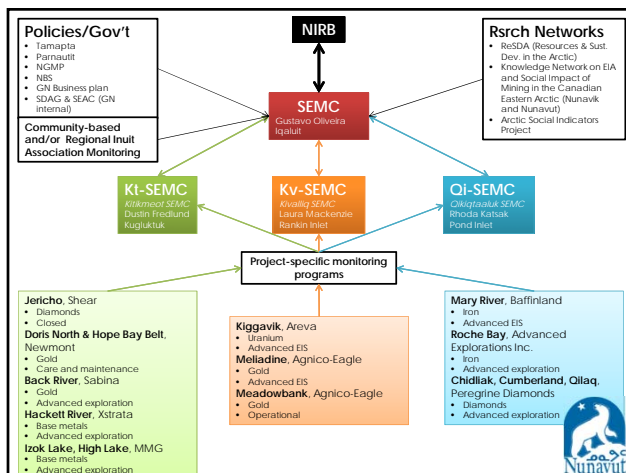 Policies/Gov't
• Tamapta
• Parnautit
• NGMP
• NBS
• GN Business plan
• SDAG & SEAC (GN
internal)
Community-based
and/or Regional Inuit
Association Monitoring
NIRB
Rsrch Networks
• ReSDA (Resources & Sust.
Dev. in the Arctic)
• Knowledge Network on EIA
and Social Impact of
Mining in the Canadian
Eastern Arctic (Nunavik
and Nunavut)
• Arctic Social Indicators
Project
SEMC
Gustavo Oliveira
Iqaluit
Kt-SEMC
Kitikmeot SEMC
Dustin Fredlund
Kugluktuk
Kv-SEMC
Kivalliq SEMC
Laura Mackenzie
Rankin Inlet
Qi-SEMC
Qikiqtaaluk SEMC
Rhoda Katsak
Pond Inlet
Project-specific monitoring
programs
Jericho, Shear
• Diamonds
• Closed
Doris North & Hope Bay Belt,
Newmont
• Gold
• Care and maintenance
Back River, Sabina
• Gold
• Advanced exploration
Hackett River, Xstrata
• Base metals
• Advanced exploration
Izok Lake, High Lake, MMG
• Base metals
• Advanced exploration
Kiggavik, Areva
• Uranium
• Advanced EIS
Meliadine, Agnico-Eagle
• Gold
• Advanced EIS
Meadowbank, Agnico-Eagle
• Gold
• Operational
Mary River, Baffinland
• Iron
• Advanced EIS
Roche Bay, Advanced
Explorations Inc.
• Iron
• Advanced exploration
Chidliak, Cumberland, Qilaq,
Peregrine Diamonds
• Diamonds
• Advanced exploration
Nunavut